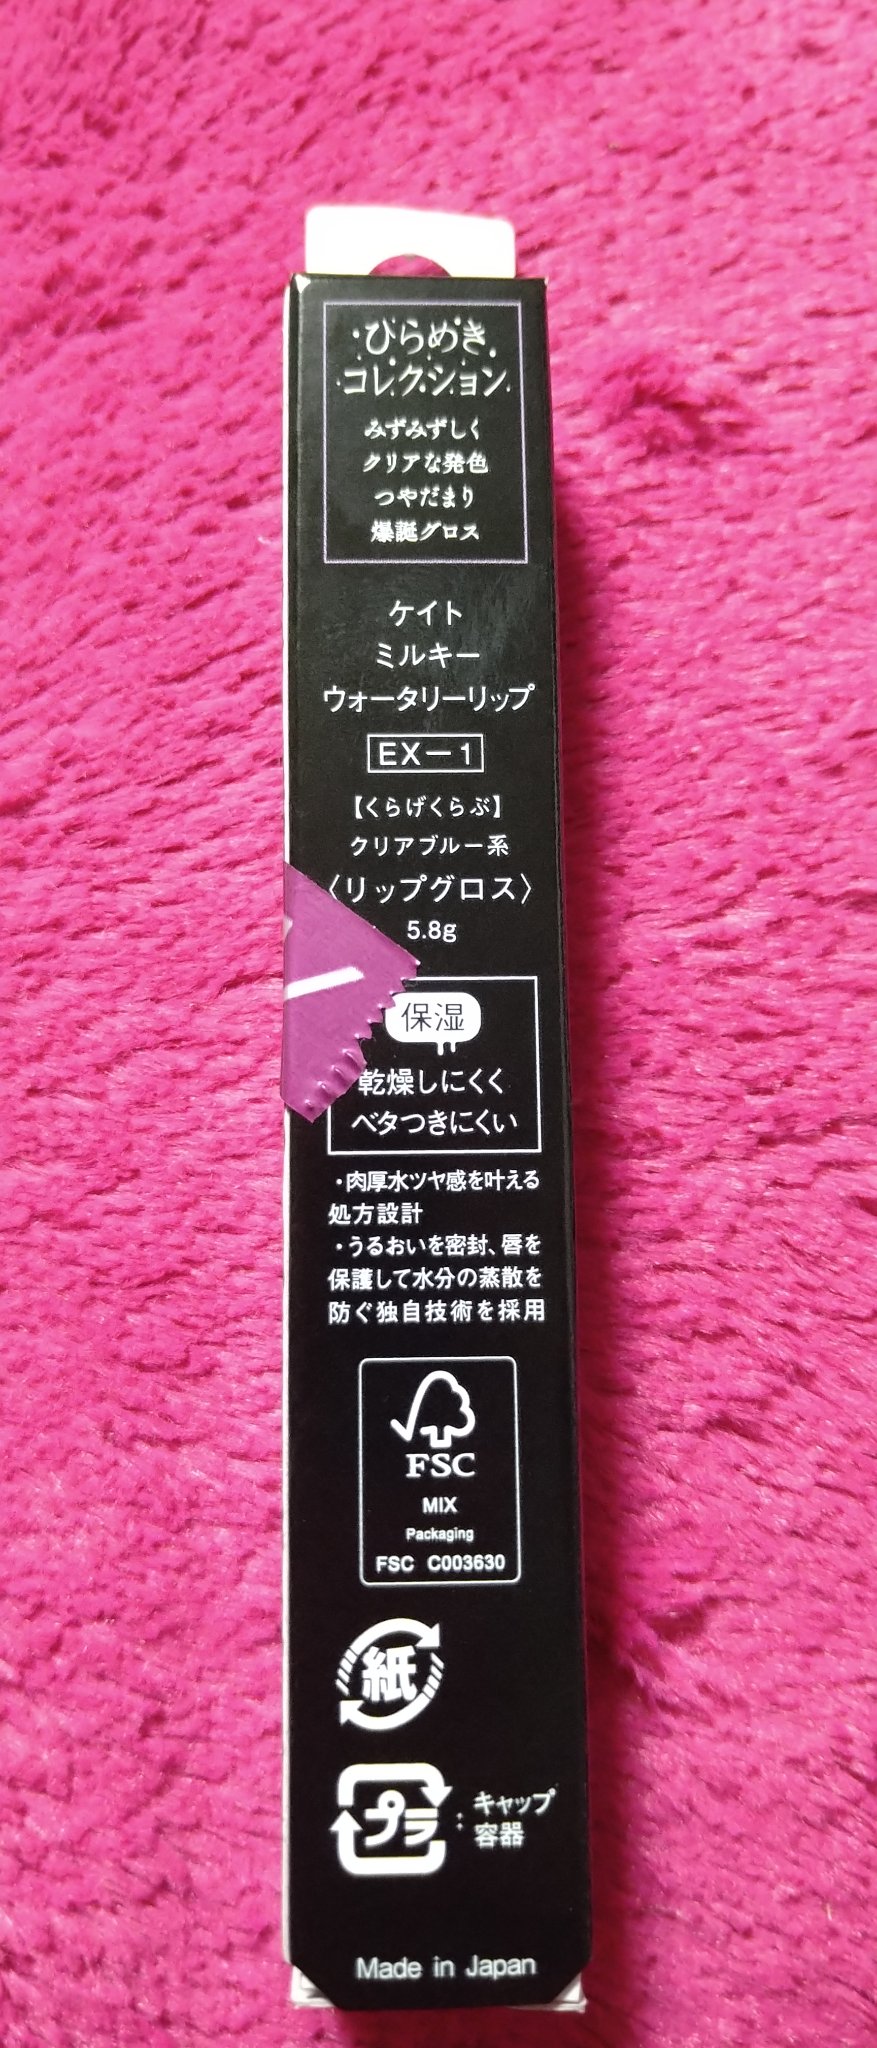 ひらめき
コレクション
みずみずしく
クリアな発色
つやだまり
爆誕グロス
ケイト
ミルキー
ウォータリーリップ
EX－1
【くらげくらぶ】
クリアブルー系
〈リップグロス〉
5.8g
保湿
乾燥しにくく
ベタつきにくい
・肉厚水ツヤ感を叶える
処方設計
・うるおいを密封、唇を
保護して水分の蒸散を
防ぐ独自技術を採用
FSC
MIX
Packaging
FSC C003630
紙
プラ：キャップ
容器
Made in Japan